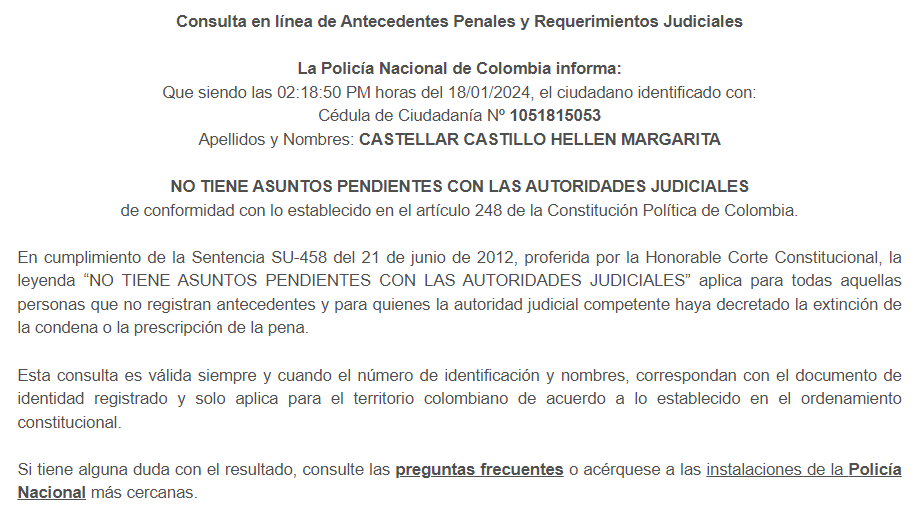 Consulta en línea de Antecedentes Penales y Requerimientos Judiciales
La Policía Nacional de Colombia informa:
Que siendo las 02:18:50 PM horas del 18/01/2024, el ciudadano identificado con:
Cédula de Ciudadanía Nº 1051815053
Apellidos y Nombres: CASTELLAR CASTILLO HELLEN MARGARITA
NO TIENE ASUNTOS PENDIENTES CON LAS AUTORIDADES JUDICIALES
de conformidad con lo establecido en el artículo 248 de la Constitución Política de Colombia.
En cumplimiento de la Sentencia SU-458 del 21 de junio de 2012, proferida por la Honorable Corte Constitucional, la
leyenda “NO TIENE ASUNTOS PENDIENTES CON LAS AUTORIDADES JUDICIALES” aplica para todas aquellas
personas que no registran antecedentes y para quienes la autoridad judicial competente haya decretado la extinción de
la condena o la prescripción de la pena.
Esta consulta es válida siempre y cuando el número de identificación y nombres, correspondan con el documento de
identidad registrado y solo aplica para el territorio colombiano de acuerdo a lo establecido en el ordenamiento
constitucional.
Si tiene alguna duda con el resultado, consulte las preguntas frecuentes o acérquese a las instalaciones de la Policía
Nacional más cercanas.